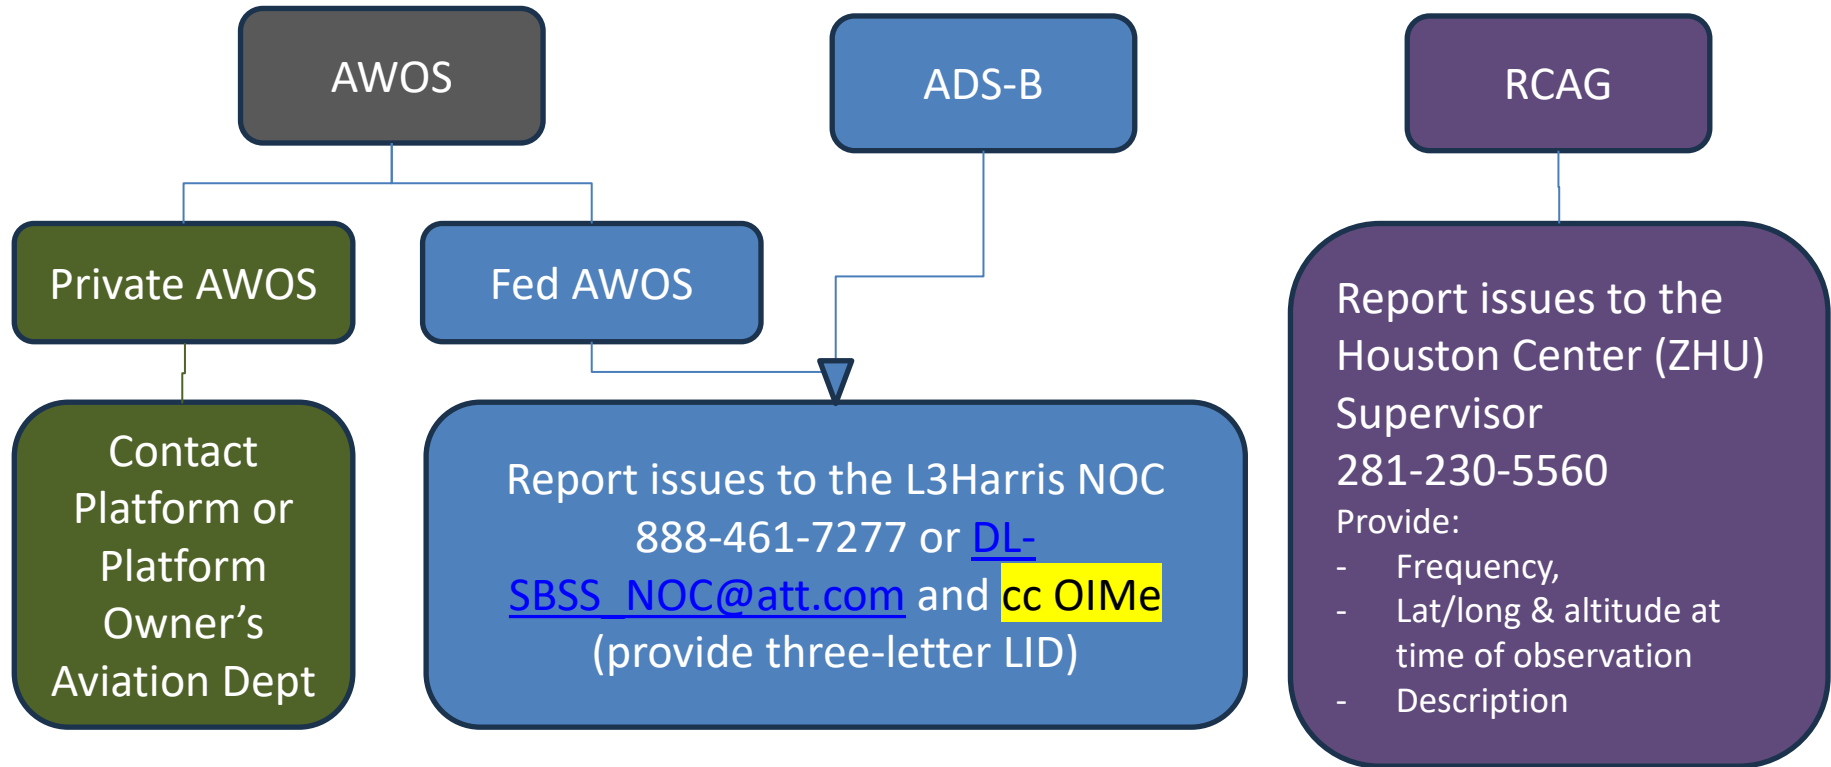 AWOS
ADS-B
RCAG
Private AWOS
Fed AWOS
Contact
Platform or
Platform
Owner’s
Aviation Dept
Report issues to the L3Harris NOC
888-461-7277 or DL-
SBSS_NOC@att.com and cc OIMe
(provide three-letter LID)
Report issues to the
Houston Center (ZHU)
Supervisor
281-230-5560
Provide:
- Frequency,
- Lat/long & altitude at
time of observation
- Description